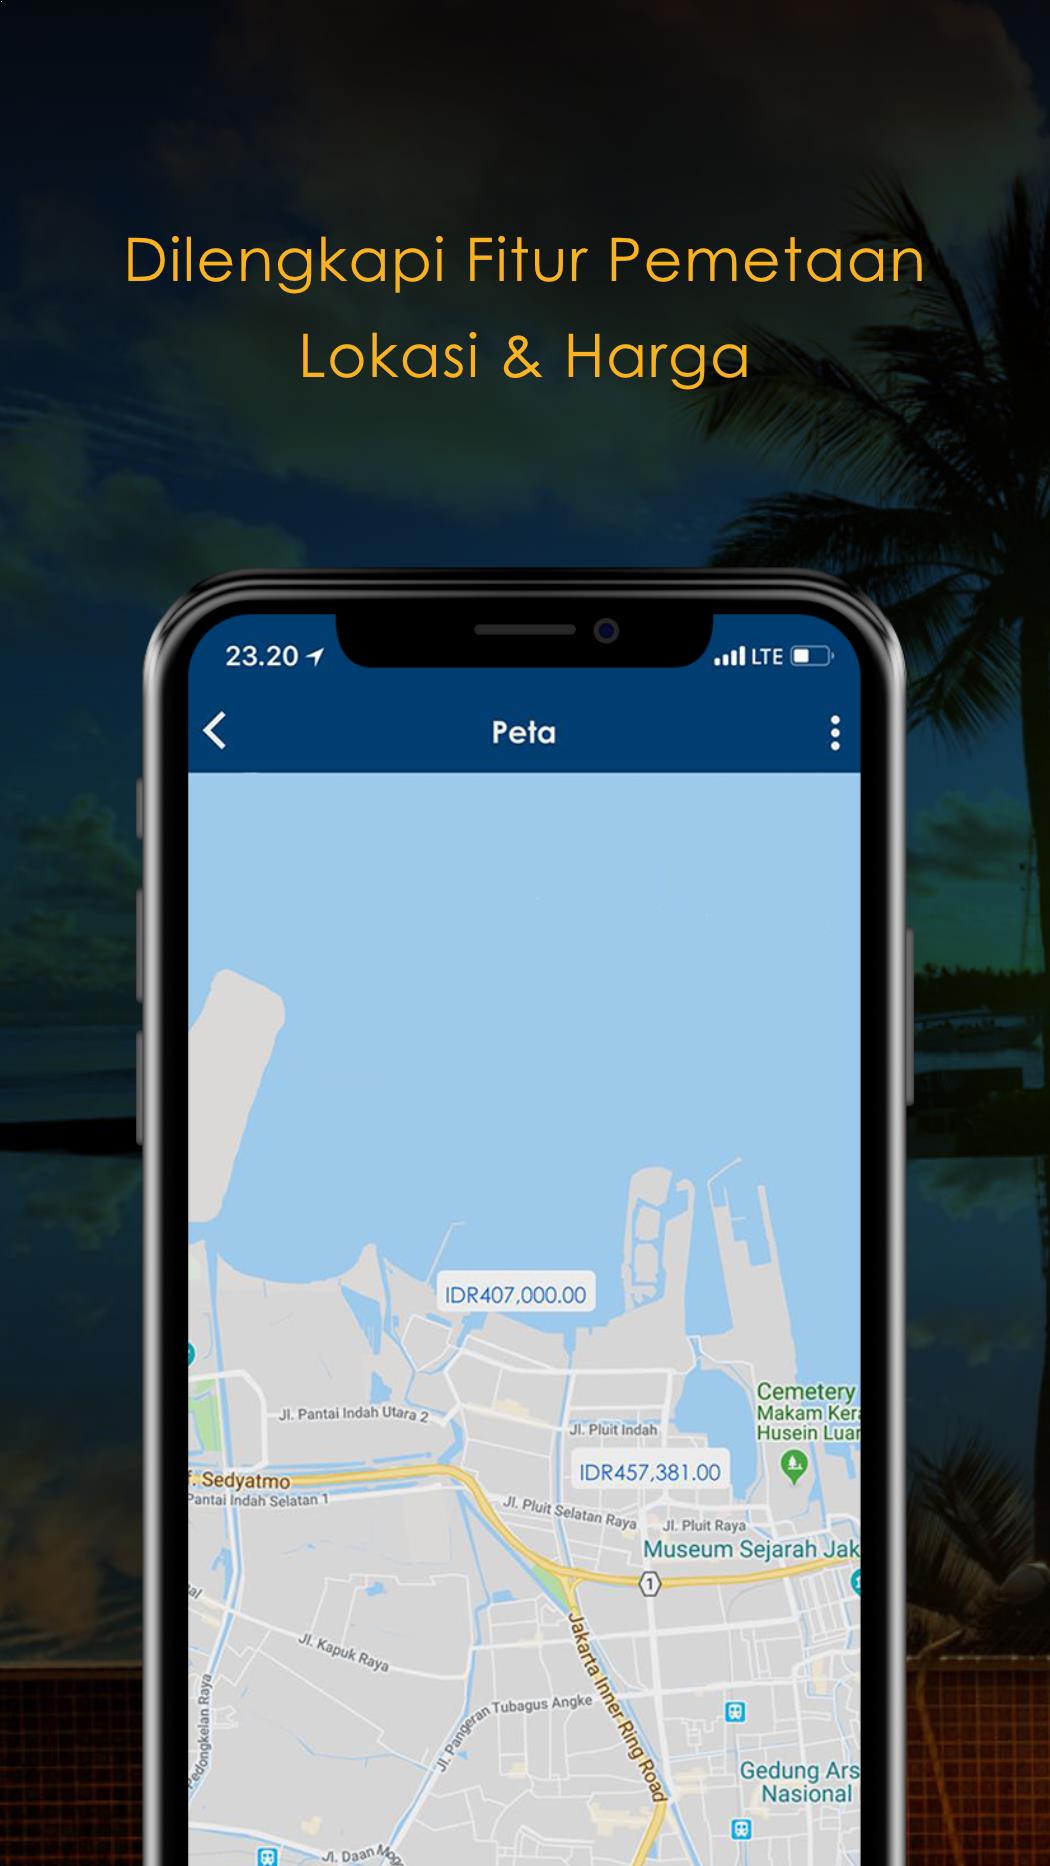 Dilengkapi Fitur Pemetaan
Lokasi & Harga
23.20
LTE
Peta
IDR407,000.00
Cemetery
Makam Ker
Husein Luar
Jl. Pantai Indah Utara 2
Jl. Pluit Indah
IDR457,381.00
Sedyatmo
Pantai Indah Selatan 1
Jl. Pluit Selatan Raya
Jl. Pluit Raya
Museum Sejarah Jak
1
Jl. Kapuk Raya
Jakarta Inner Ring Road
Pedongkelan Raya
Jl. Pangeran Tubagus Angke
Gedung Ars
Nasional
Jl. Daan Mog